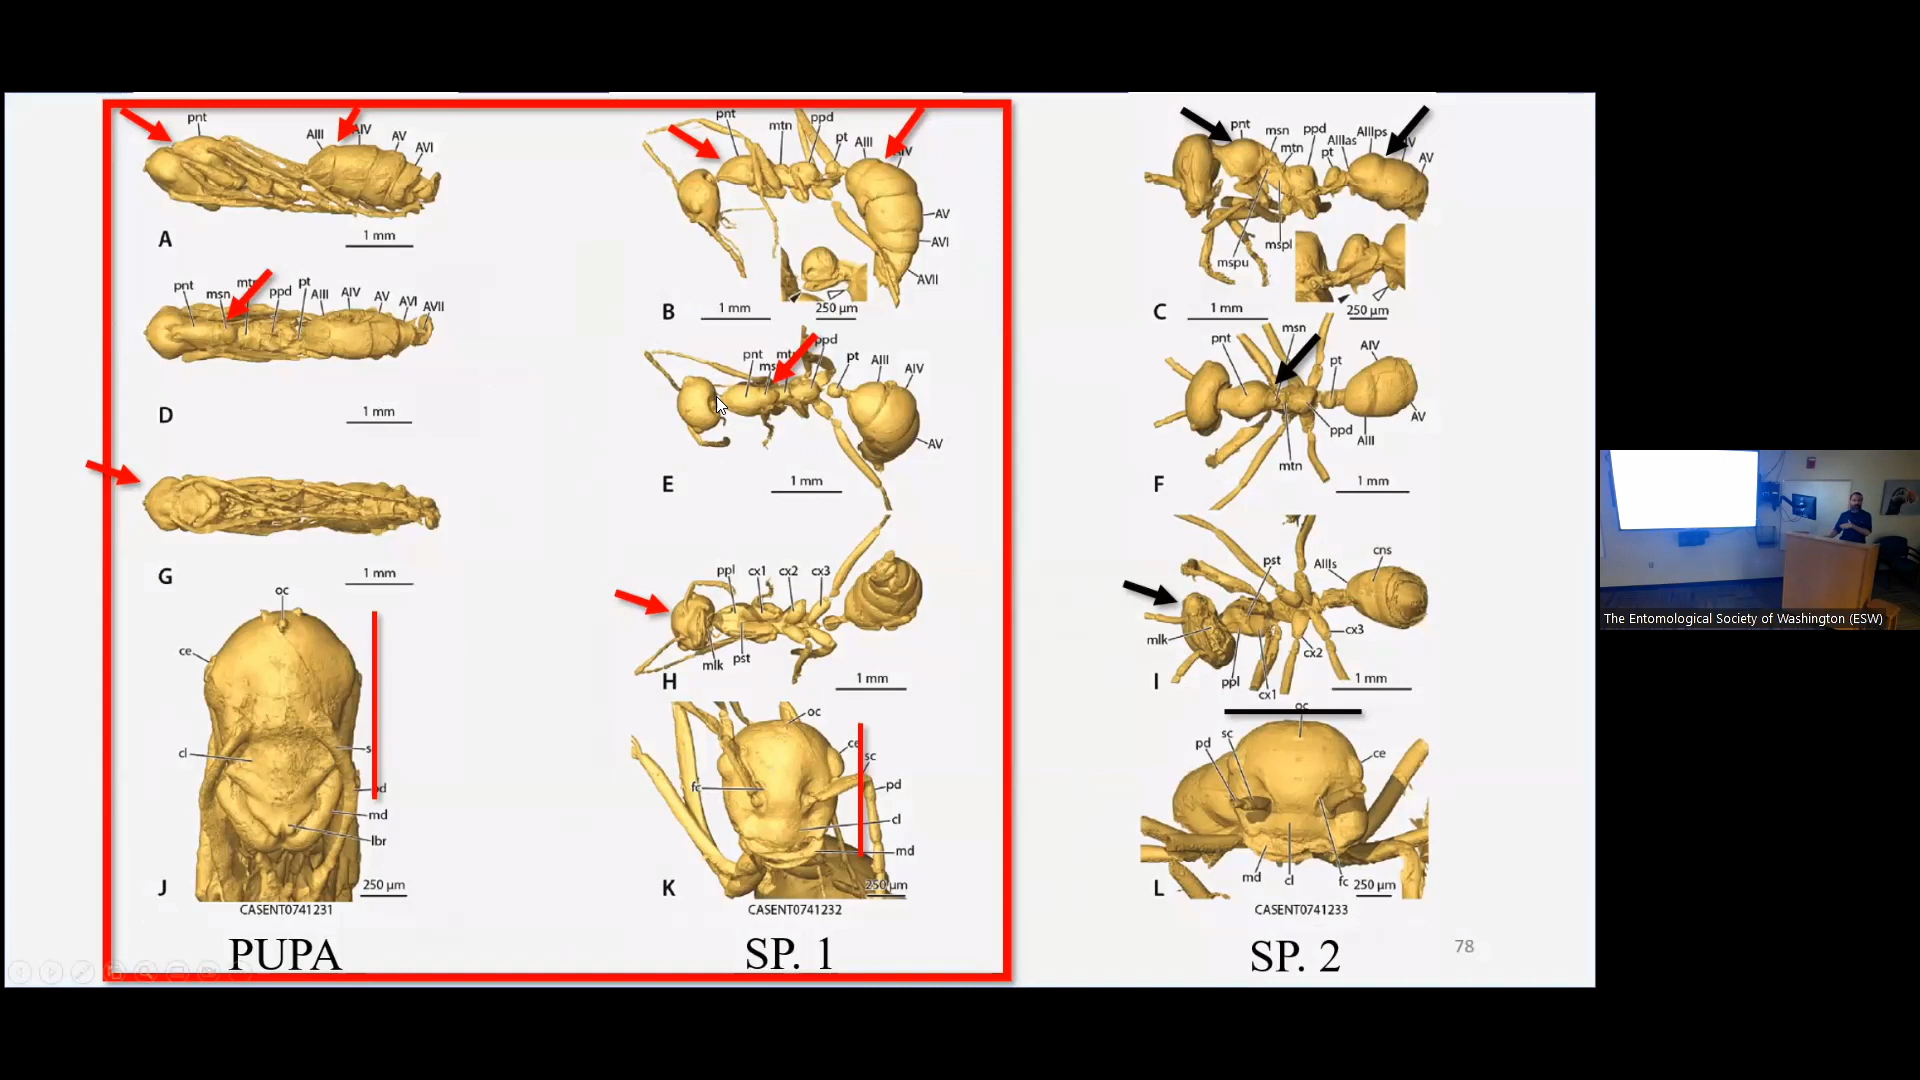 pnt
AIII
AIV
AV
AVI
A
1 mm
pnt
msn
ppd
pt
AIII
AIV
AV
AVI
AVII
D
1 mm
G
1 mm
oc
ce
cl
md
lbr
J
250 µm
CASENT0741231
PUPA
pnt
mtn
ppd
pt
AIII
AV
AVI
AVII
B
1 mm
250 µm
pnt
ppd
pt
AIII
AIV
AV
E
1 mm
ppl
cx1
cx2
cx3
mlk
pst
H
1 mm
oc
ce
sc
fc
pd
cl
md
K
250 µm
CASENT0741232
SP. 1
pnt
msn
mtn
ppd
pt
AIIIas
AIIIps
AV
mspl
mspu
C
1 mm
250 µm
pnt
msn
pt
AIV
AV
ppd
AIII
mtn
F
1 mm
pst
AIIIs
cns
mlk
cx3
cx2
ppl
cx1
I
1 mm
oc
sc
pd
ce
md
cl
fc
L
250 µm
CASENT0741233
SP. 2
78
The Entomological Society of Washington (ESW)